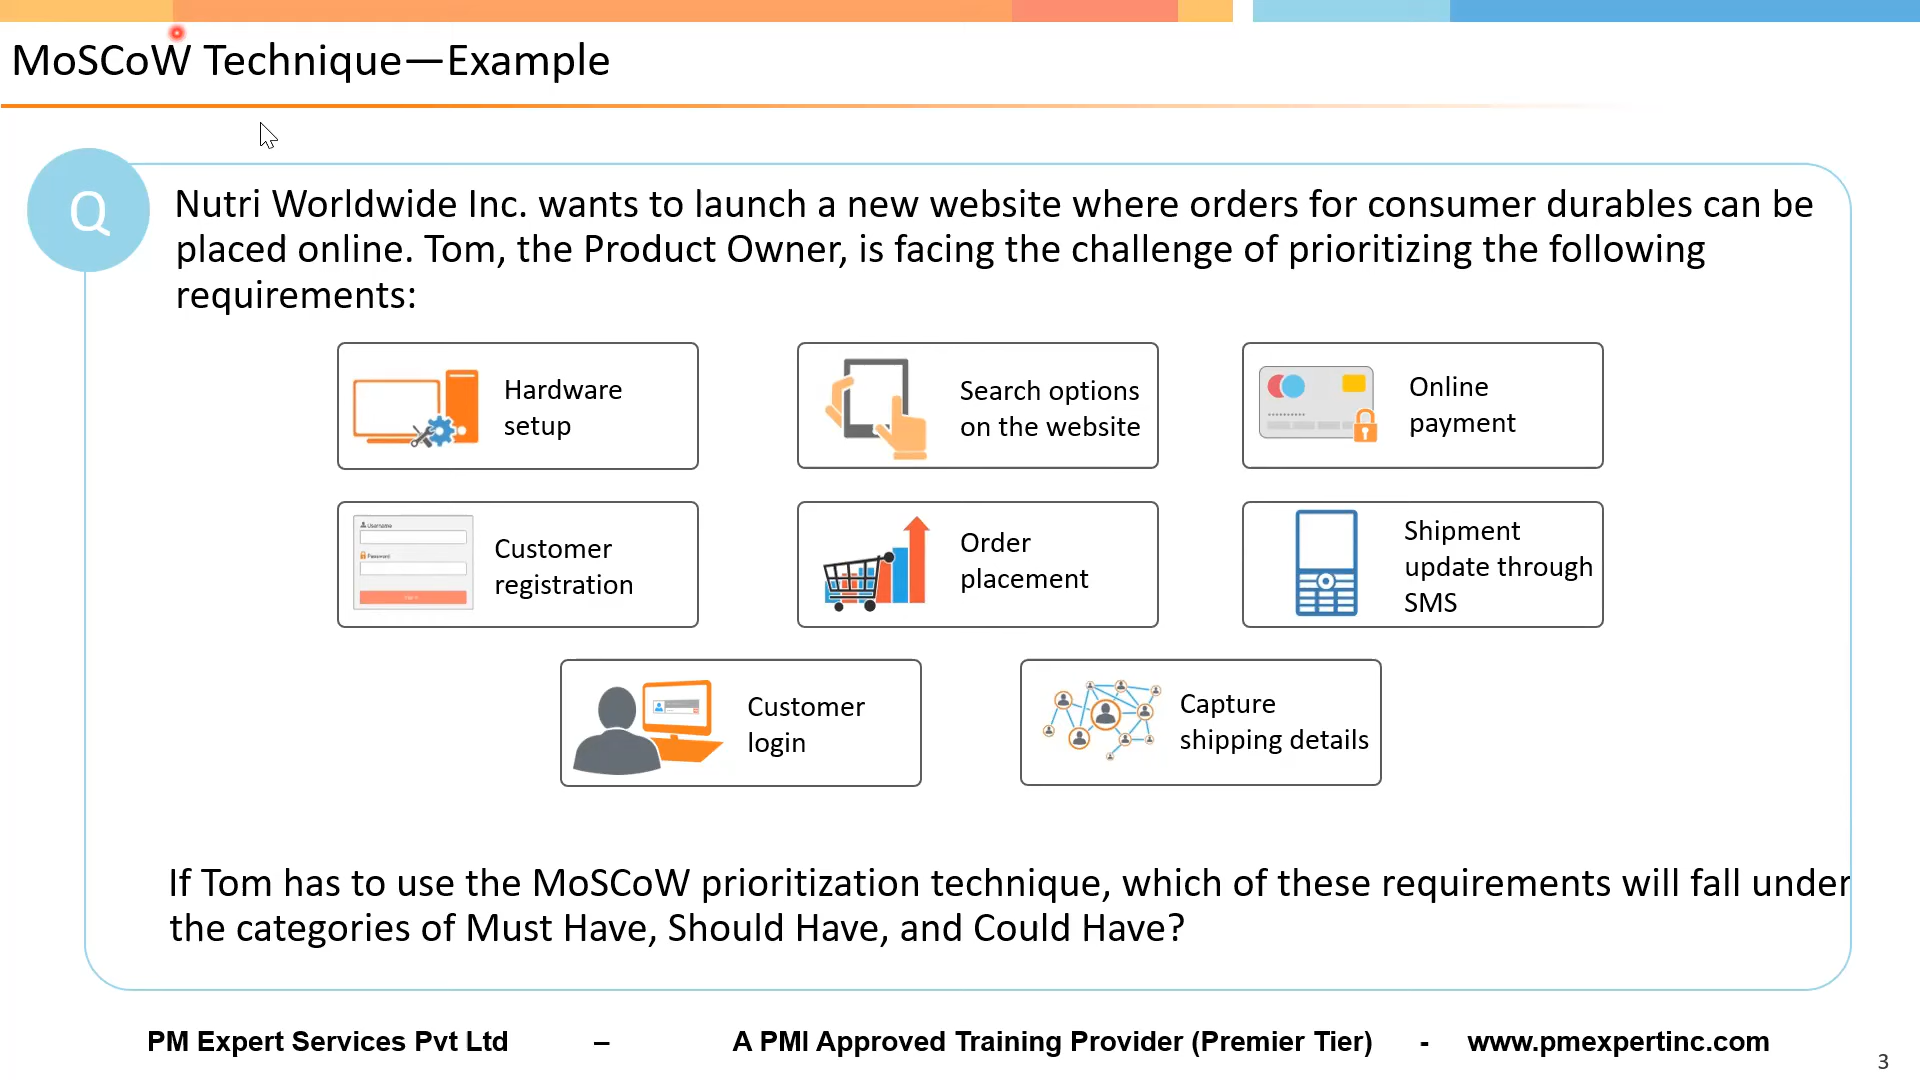 MoSCoW Technique—Example
Q
Nutri Worldwide Inc. wants to launch a new website where orders for consumer durables can be
placed online. Tom, the Product Owner, is facing the challenge of prioritizing the following
requirements:
Hardware
setup
Search options
on the website
Online
payment
Username
Password
Customer
registration
Order
placement
Shipment
update through
SMS
Customer
login
Capture
shipping details
If Tom has to use the MoSCoW prioritization technique, which of these requirements will fall under
the categories of Must Have, Should Have, and Could Have?
PM Expert Services Pvt Ltd – A PMI Approved Training Provider (Premier Tier) - www.pmexpertinc.com
3